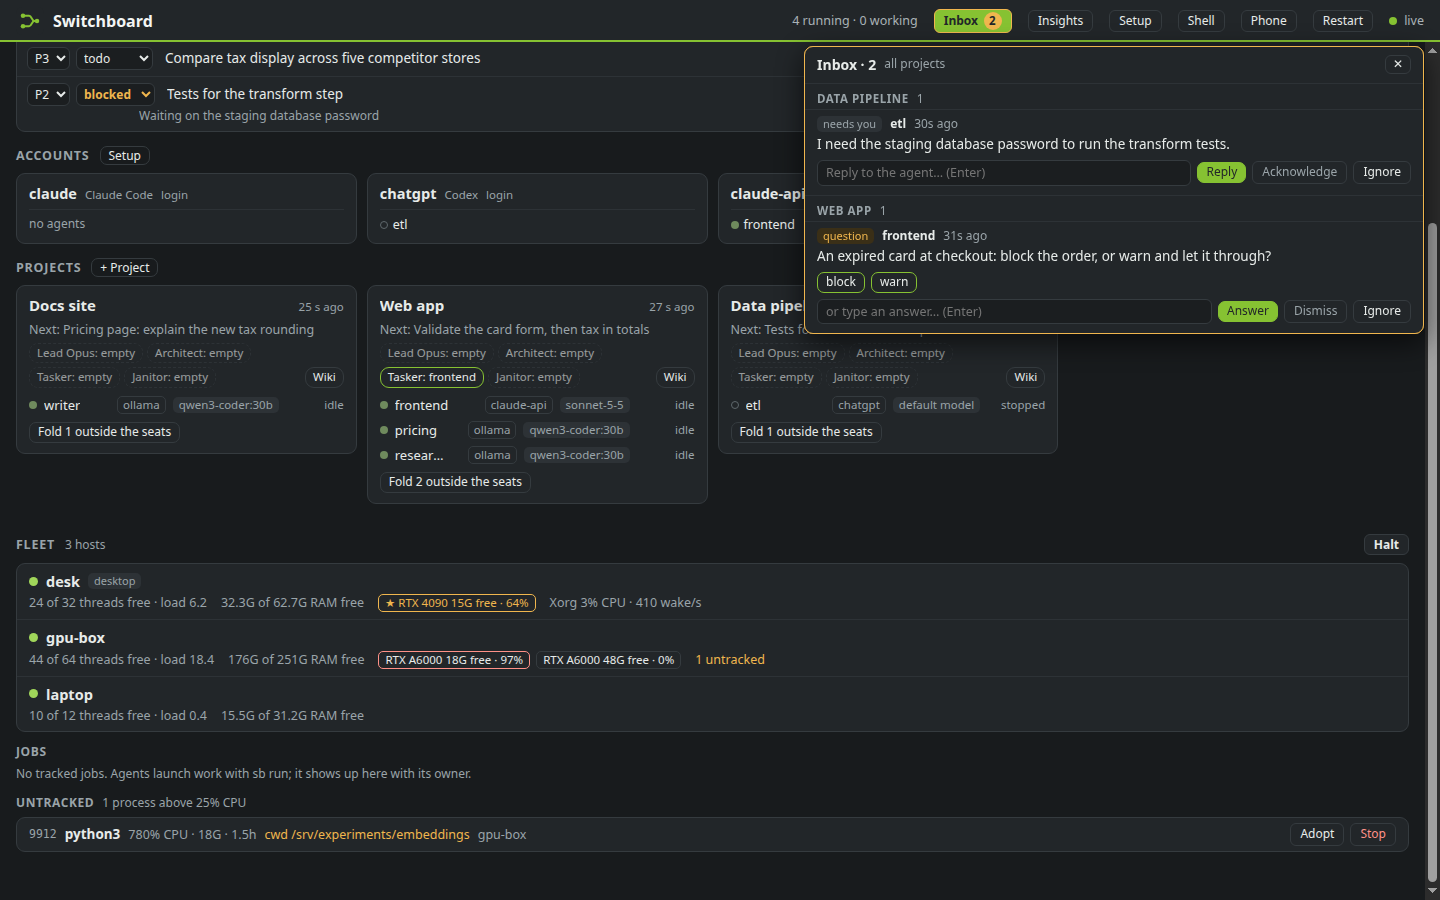 Switchboard
4 running · 0 working
Inbox 2
Insights
Setup
Shell
Phone
Restart
live
P3 todo Compare tax display across five competitor stores
P2 blocked Tests for the transform step
Waiting on the staging database password
Inbox · 2 all projects ✕
DATA PIPELINE 1
needs you etl 30s ago
I need the staging database password to run the transform tests.
Reply to the agent... (Enter) Reply Acknowledge Ignore
WEB APP 1
question frontend 31s ago
An expired card at checkout: block the order, or warn and let it through?
block warn
or type an answer... (Enter) Answer Dismiss Ignore
ACCOUNTS Setup
claude Claude Code login
no agents
chatgpt Codex login
etl
claude-api
frontend
PROJECTS + Project
Docs site 25 s ago
Next: Pricing page: explain the new tax rounding
Lead Opus: empty Architect: empty
Tasker: empty Janitor: empty Wiki
writer ollama qwen3-coder:30b idle
Fold 1 outside the seats
Web app 27 s ago
Next: Validate the card form, then tax in totals
Lead Opus: empty Architect: empty
Tasker: frontend Janitor: empty Wiki
frontend claude-api sonnet-5-5 idle
pricing ollama qwen3-coder:30b idle
resear... ollama qwen3-coder:30b idle
Fold 2 outside the seats
Data pipe
Next: Tests fo
Lead Opus: empty Architect: empty
Tasker: empty Janitor: empty Wiki
etl chatgpt default model stopped
Fold 1 outside the seats
FLEET 3 hosts Halt
desk desktop
24 of 32 threads free · load 6.2 32.3G of 62.7G RAM free ★ RTX 4090 15G free · 64% Xorg 3% CPU · 410 wake/s
gpu-box
44 of 64 threads free · load 18.4 176G of 251G RAM free RTX A6000 18G free · 97% RTX A6000 48G free · 0% 1 untracked
laptop
10 of 12 threads free · load 0.4 15.5G of 31.2G RAM free
JOBS
No tracked jobs. Agents launch work with sb run; it shows up here with its owner.
UNTRACKED 1 process above 25% CPU
9912 python3 780% CPU · 18G · 1.5h cwd /srv/experiments/embeddings gpu-box Adopt Stop